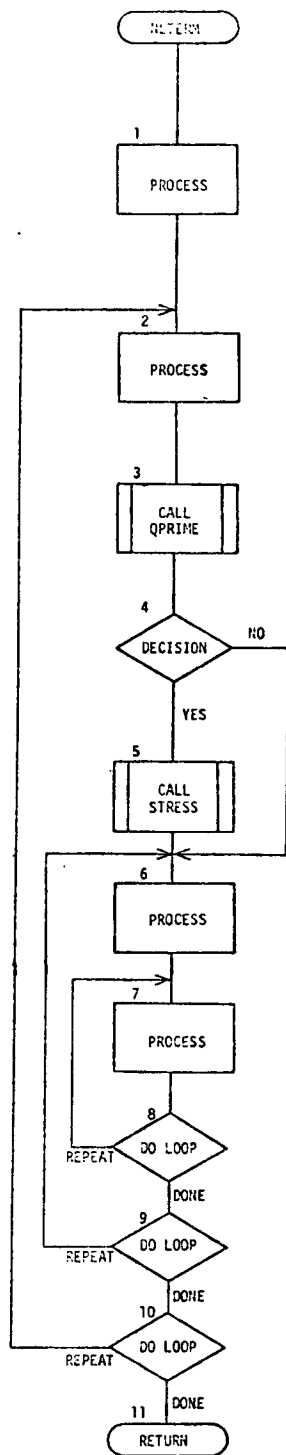 NLTERM
1
PROCESS
2
PROCESS
3
CALL
QPRIME
4
DECISION
NO
YES
5
CALL
STRESS
6
PROCESS
7
PROCESS
8
DO LOOP
REPEAT
DONE
9
DO LOOP
REPEAT
DONE
10
DO LOOP
REPEAT
DONE
11
RETURN